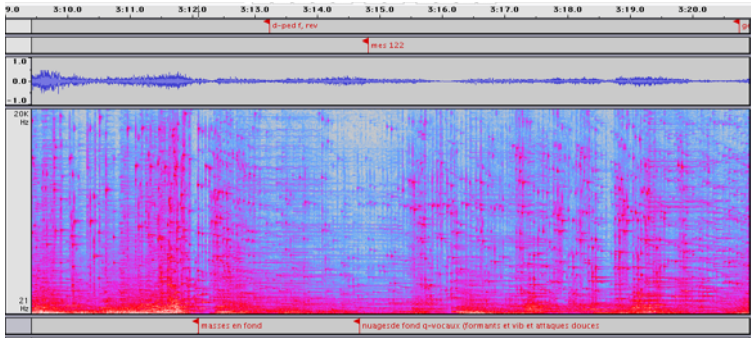 9.0 3:10.0 3:11.0 3:12.0 3:13.0 3:14.0 3:15.0 3:16.0 3:17.0 3:18.0 3:19.0 3:20.0
d-ped f, rev
mes 122
1.0
0.0
-1.0
20K
Hz
21
Hz
masses en fond
nuagesde fond q-vocaux (formants et vib et attaques douces